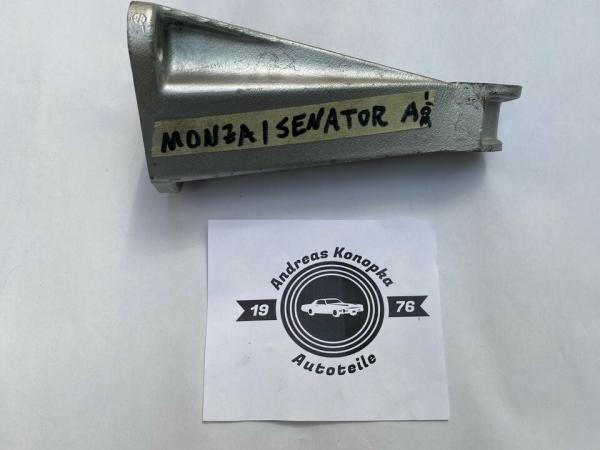 MONZA/SENATOR A
Andreas Konopka
19 76
Autoteile